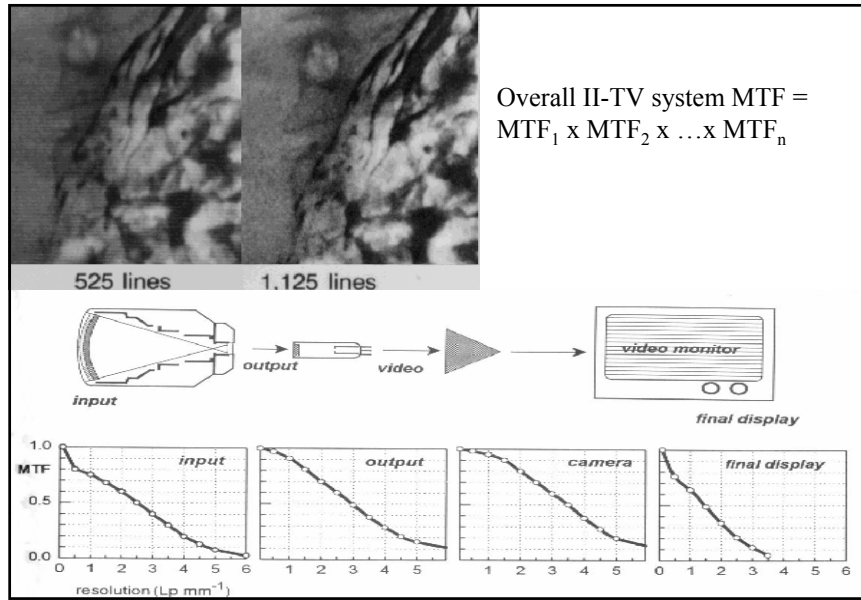 Overall II-TV system MTF =
MTF₁ x MTF₂ x …x MTFₙ
525 lines
1,125 lines
input
output
video
video monitor
final display
MTF
1.0
0.5
0.0
input
0 1 2 3 4 5 6
resolution (Lp mm⁻¹)
output
1 2 3 4 5
camera
1 2 3 4 5
final display
0 1 2 3 4 5 6